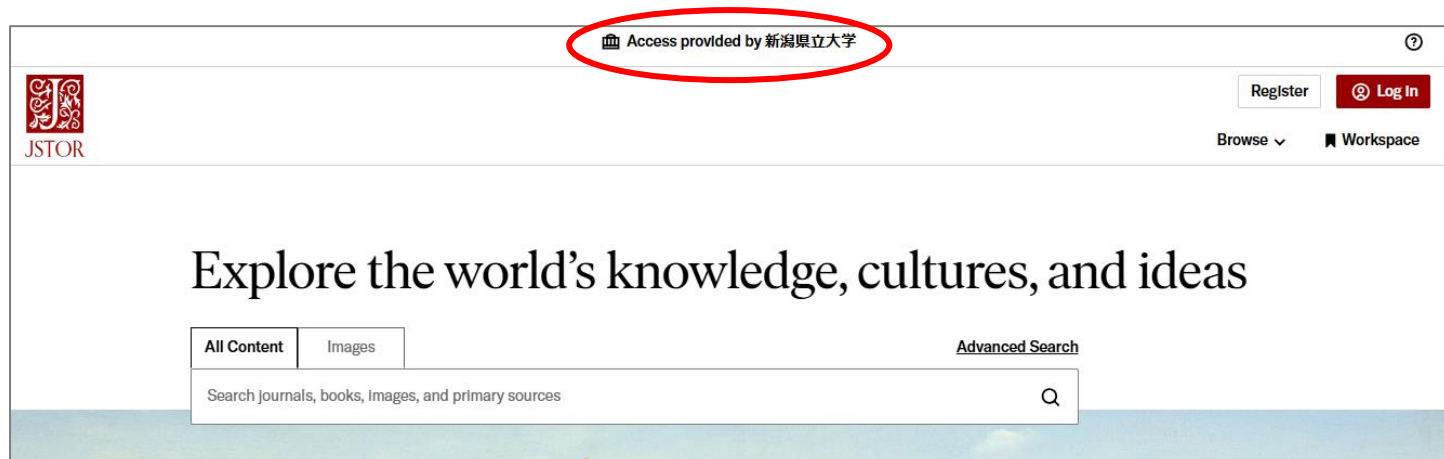 Access provided by 新潟県立大学
JSTOR
Register
Log in
Browse
Workspace
Explore the world’s knowledge, cultures, and ideas
All Content
Images
Advanced Search
Search journals, books, images, and primary sources